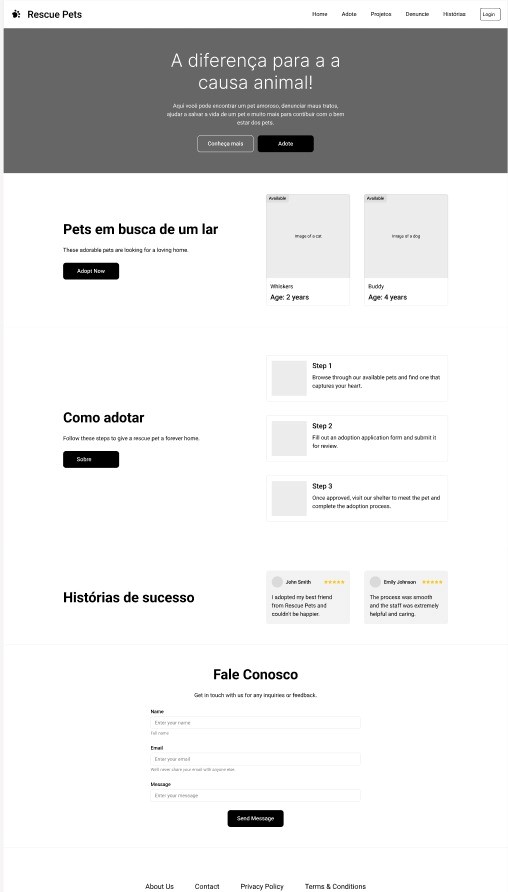 Rescue Pets
Home Adote Projetos Denuncie Histórias Login
A diferença para a a
causa animal!
Aqui você pode encontrar um pet amoroso, denunciar maus tratos,
ajudar a salvar a vida de um pet e muito mais para contibuir com o bem
estar dos pets.
Conheça mais Adote
Pets em busca de um lar
These adorable pets are looking for a loving home.
Adopt Now
Available
Image of a cat
Whiskers
Age: 2 years
Available
Image of a dog
Buddy
Age: 4 years
Como adotar
Follow these steps to give a rescue pet a forever home.
Sobre
Step 1
Browse through our available pets and find one that
captures your heart.
Step 2
Fill out an adoption application form and submit it
for review.
Step 3
Once approved, visit our shelter to meet the pet and
complete the adoption process.
Histórias de sucesso
John Smith
I adopted my best friend
from Rescue Pets and
couldn't be happier.
Emily Johnson
The process was smooth
and the staff was extremely
helpful and caring.
Fale Conosco
Get in touch with us for any inquiries or feedback.
Name
Enter your name
Full name
Email
Enter your email
We'll never share your email with anyone else.
Message
Enter your message
Send Message
About Us Contact Privacy Policy Terms & Conditions